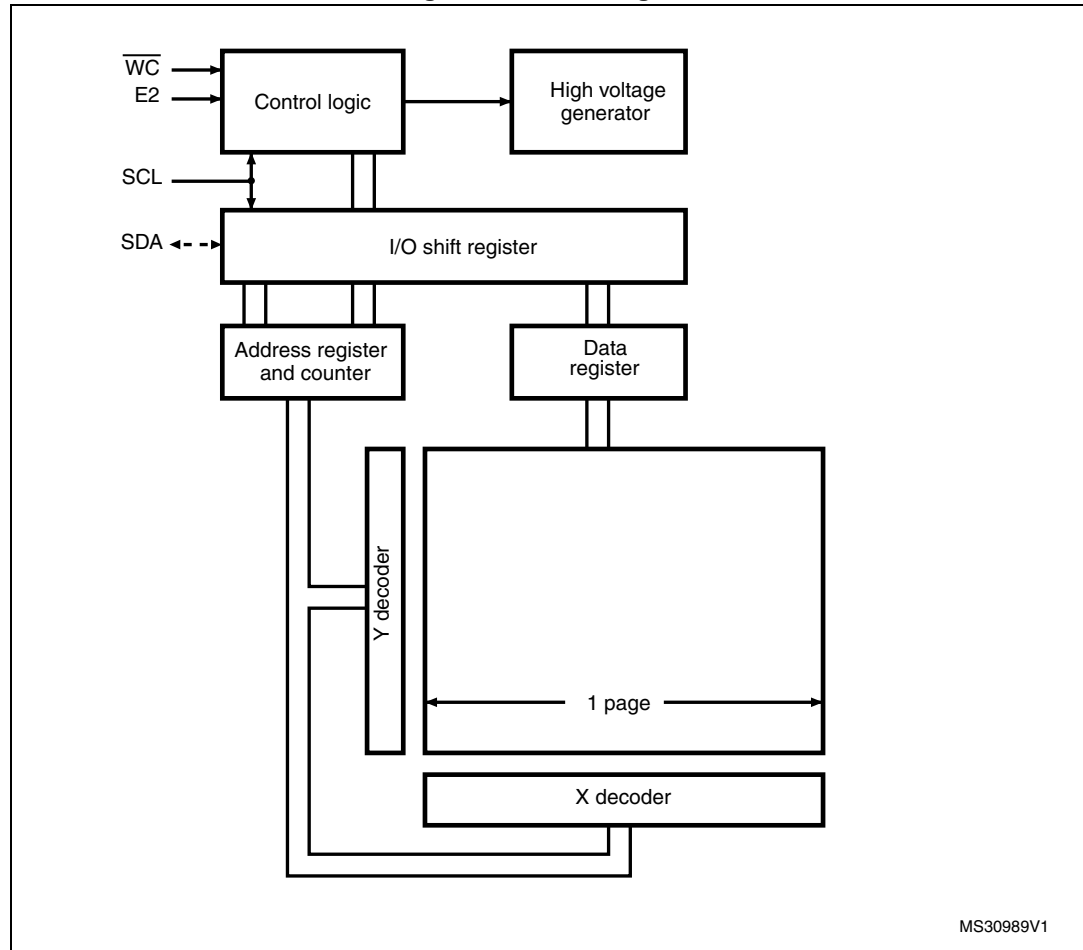 W̅C̅
E2
Control logic
High voltage
generator
SCL
SDA
I/O shift register
Address register
and counter
Data
register
Y decoder
1 page
X decoder
MS30989V1